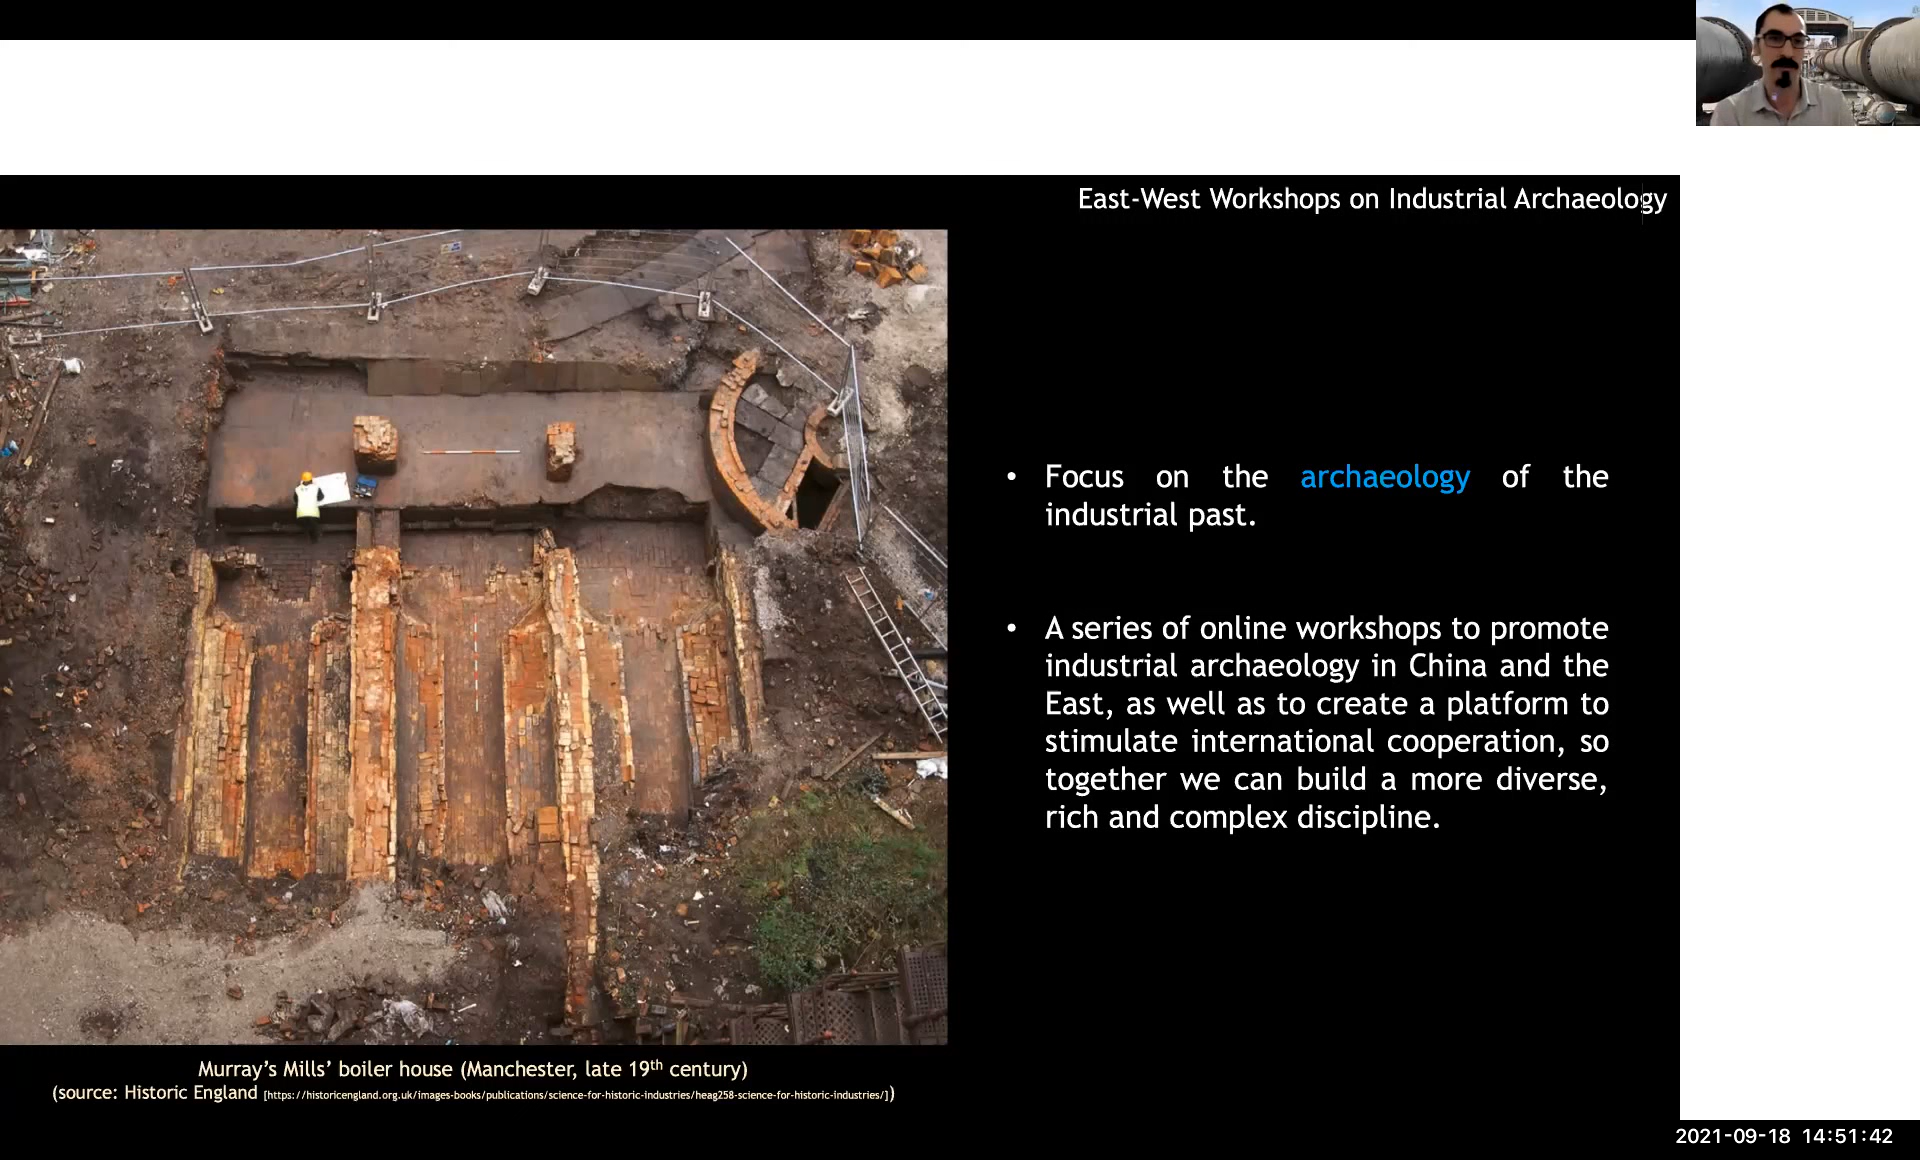 East-West Workshops on Industrial Archaeology
• Focus on the archaeology of the
industrial past.
• A series of online workshops to promote
industrial archaeology in China and the
East, as well as to create a platform to
stimulate international cooperation, so
together we can build a more diverse,
rich and complex discipline.
Murray's Mills' boiler house (Manchester, late 19th century)
(source: Historic England [https://historicengland.org.uk/images-books/publications/science-for-historic-industries/heag258-science-for-historic-industries/])
2021-09-18 14:51:42